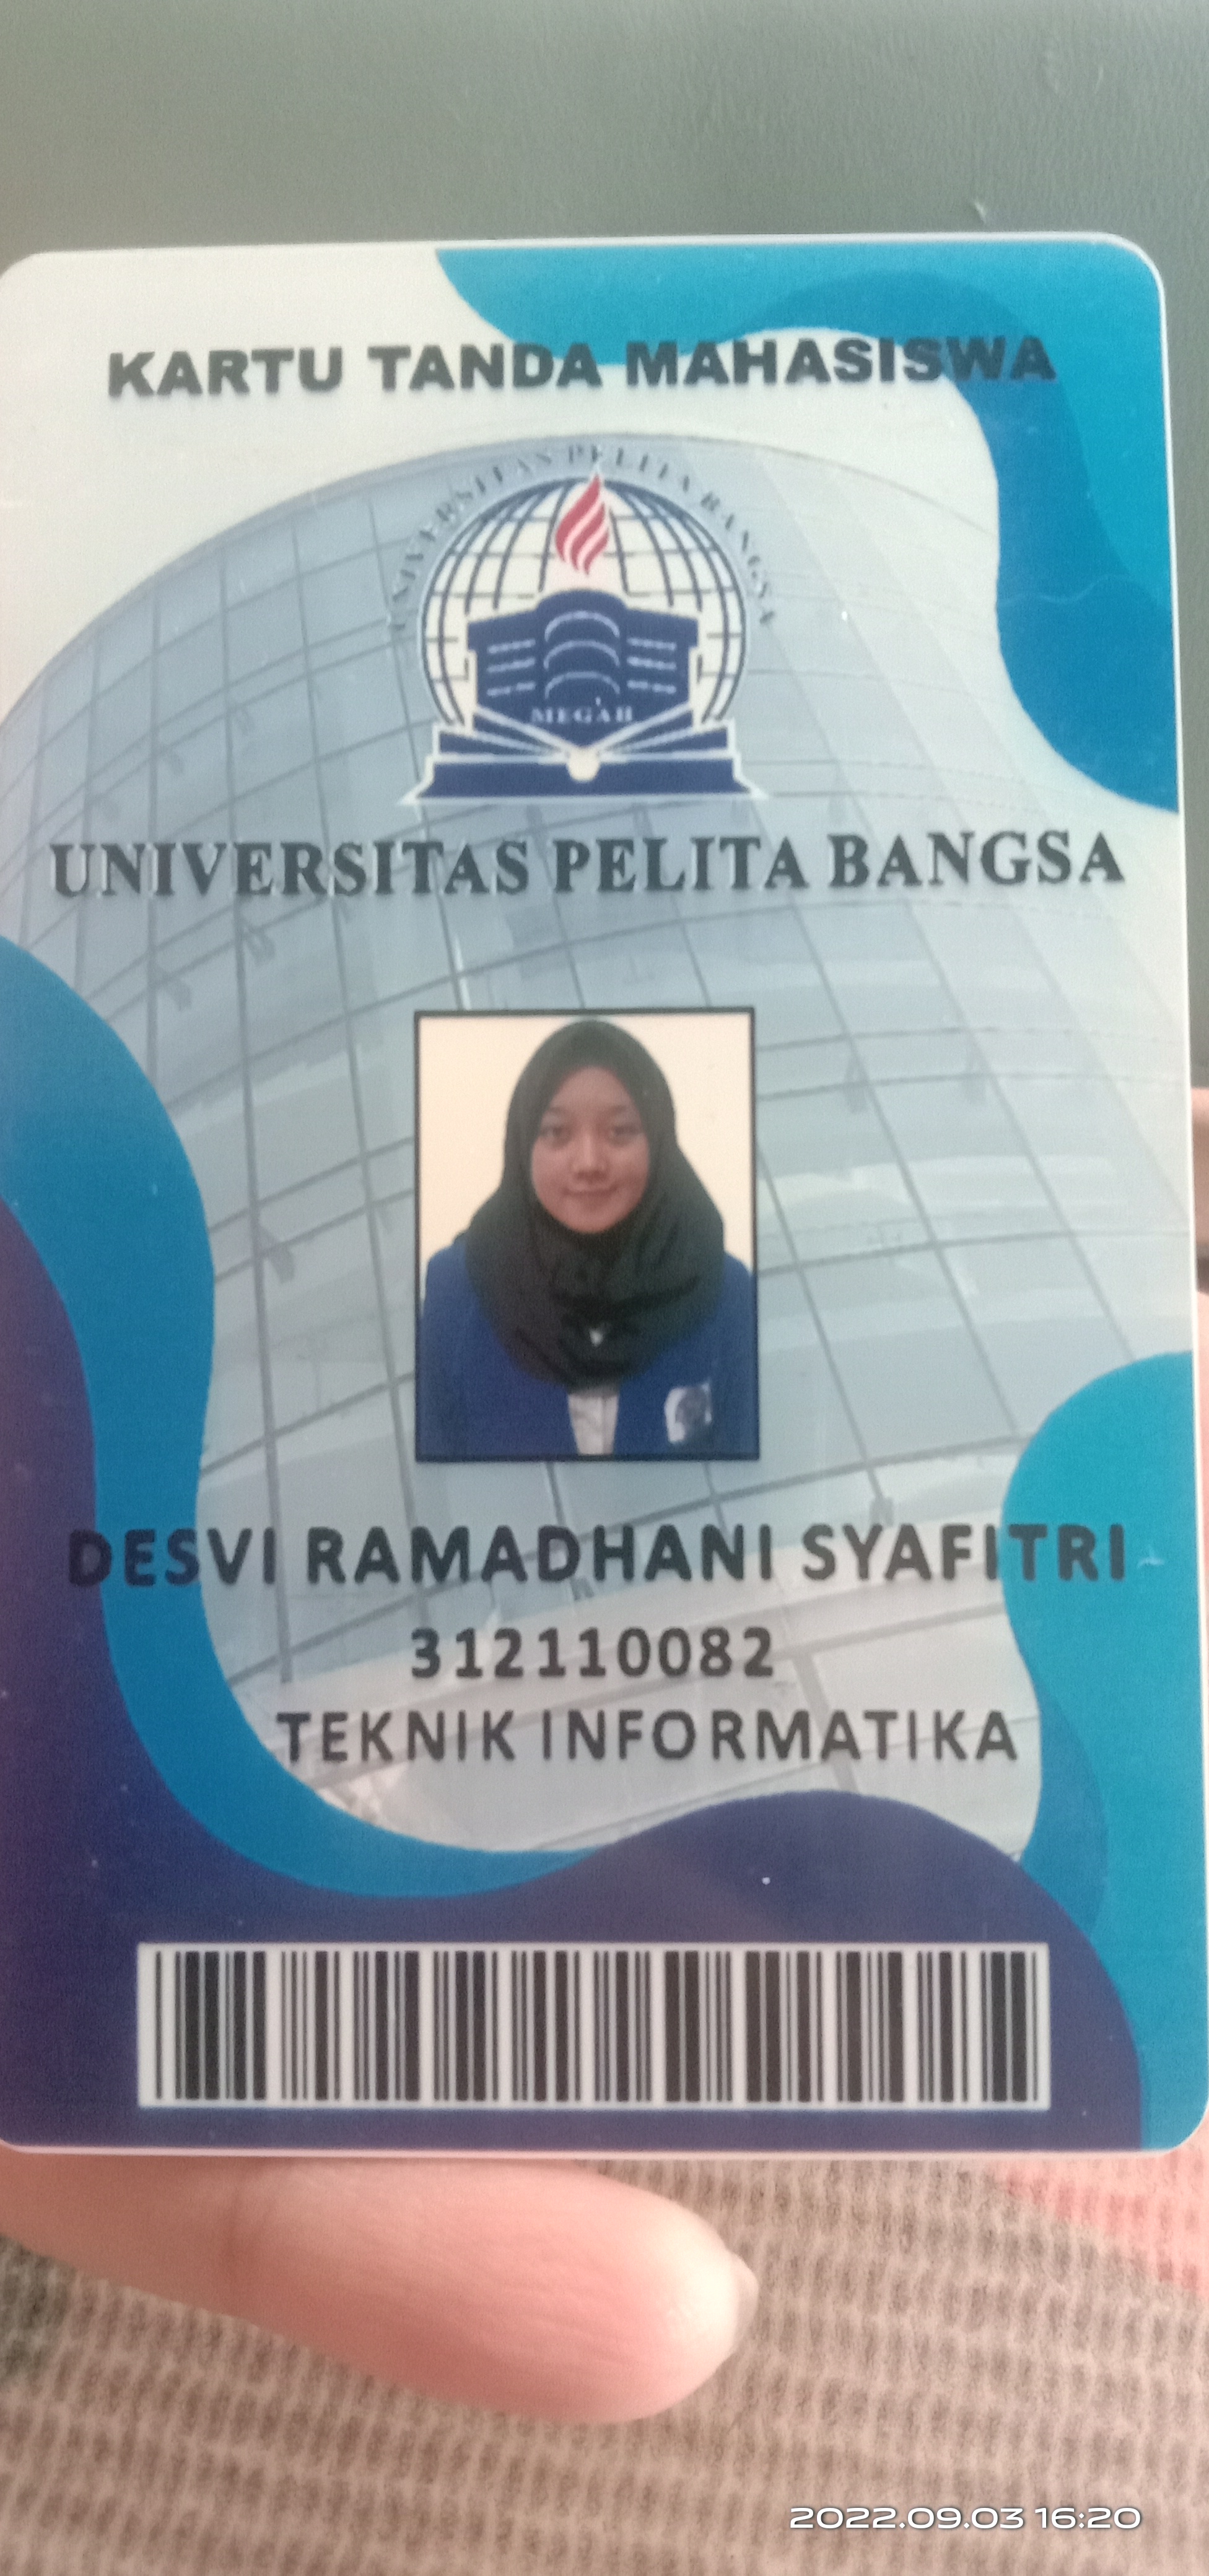 KARTU TANDA MAHASISWA
UNIVERSITAS PELITA BANGSA
MEGAH
UNIVERSITAS PELITA BANGSA
DESVI RAMADHANI SYAFITRI
312110082
TEKNIK INFORMATIKA
2022.09.03 16:20